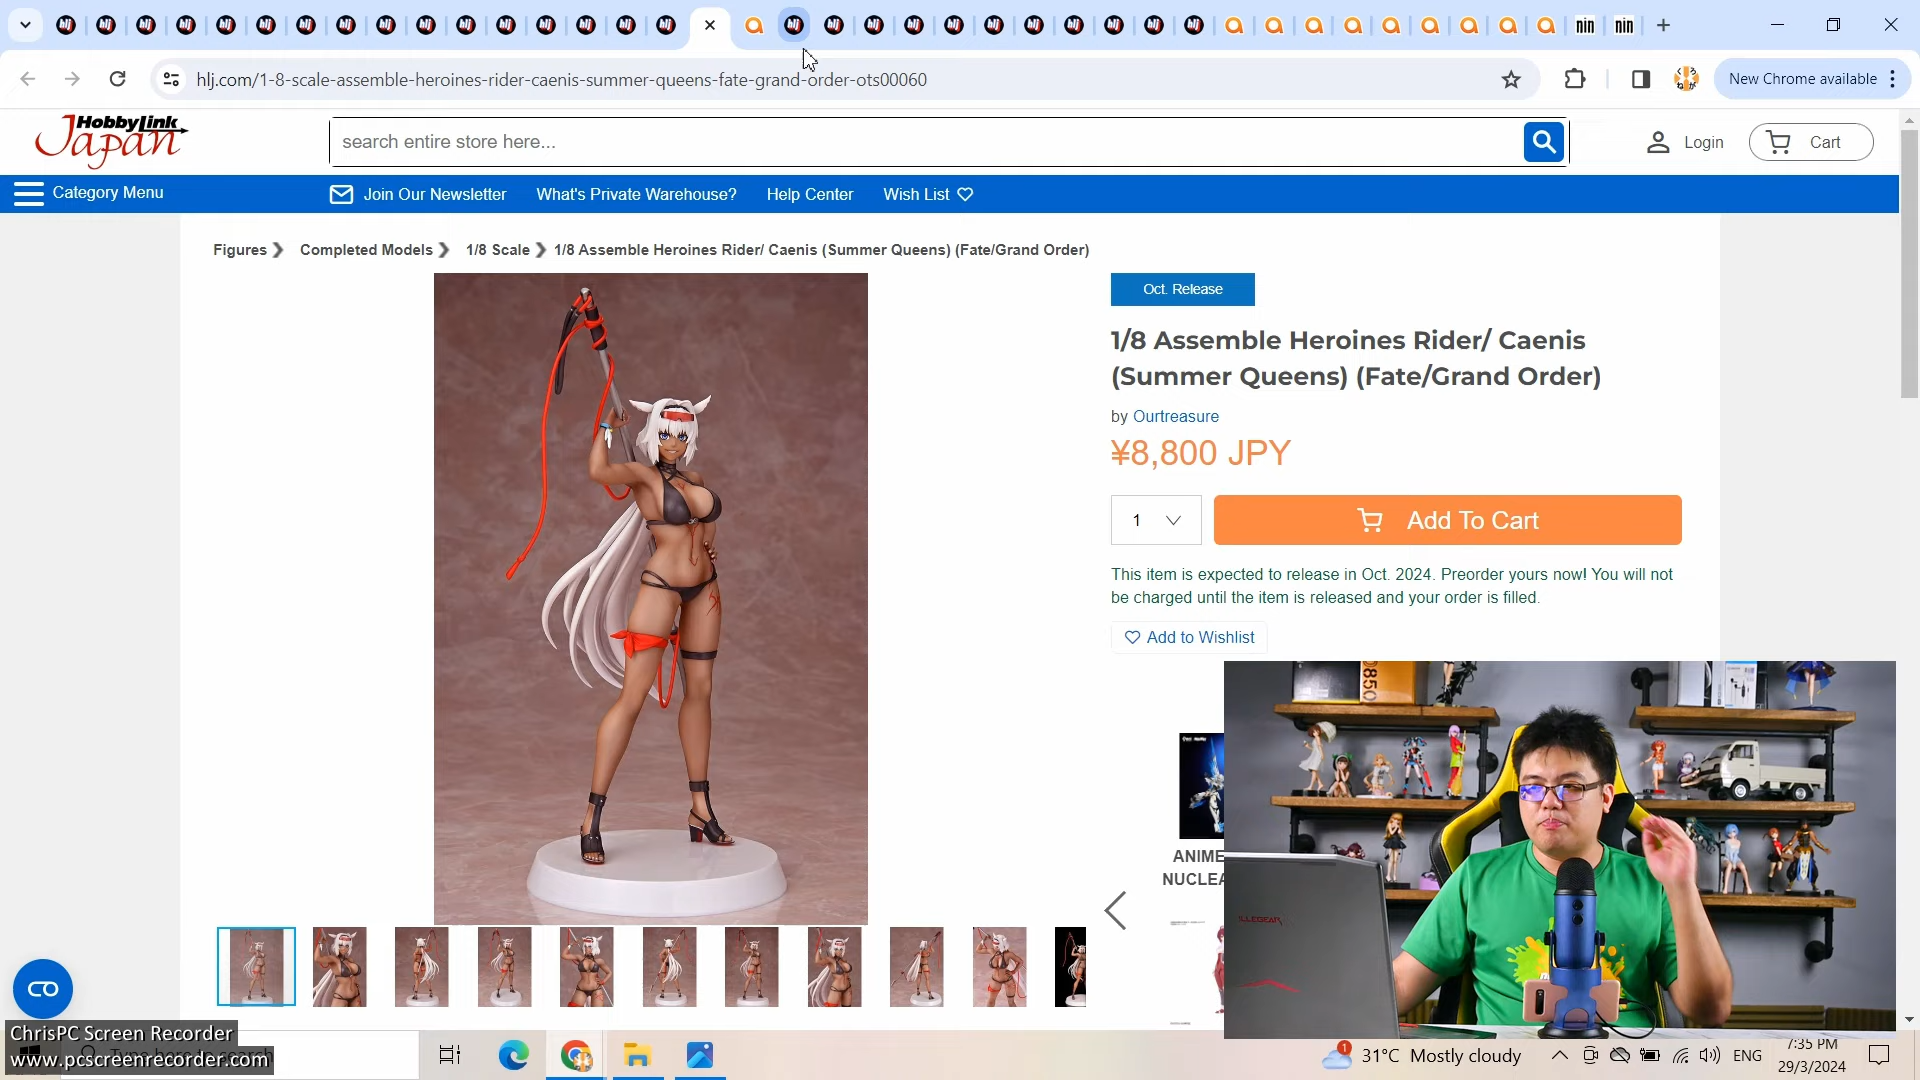 hlj.com/1-8-scale-assemble-heroines-rider-caenis-summer-queens-fate-grand-order-ots00060
New Chrome available
HobbyLink
Japan
search entire store here...
Login
Cart
Category Menu
Join Our Newsletter
What's Private Warehouse?
Help Center
Wish List
Figures
Completed Models
1/8 Scale
1/8 Assemble Heroines Rider/ Caenis (Summer Queens) (Fate/Grand Order)
Oct. Release
1/8 Assemble Heroines Rider/ Caenis
(Summer Queens) (Fate/Grand Order)
by Ourtreasure
¥8,800 JPY
1
Add To Cart
This item is expected to release in Oct. 2024. Preorder yours now! You will not
be charged until the item is released and your order is filled.
Add to Wishlist
ANIME
NUCLEA
ChrisPC Screen Recorder
www.pcscreenrecorder.com
1
31°C Mostly cloudy
ENG
7:35 PM
29/3/2024